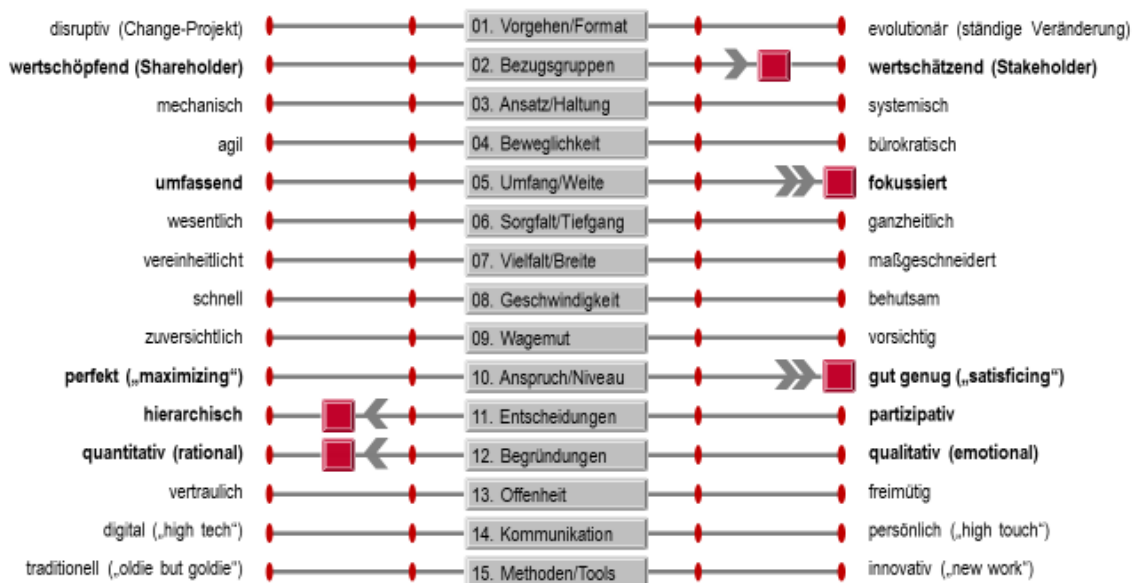 disruptiv (Change-Projekt) 01. Vorgehen/Format evolutionär (ständige Veränderung)
wertschöpfend (Shareholder) 02. Bezugsgruppen wertschätzend (Stakeholder)
mechanisch 03. Ansatz/Haltung systemisch
agil 04. Beweglichkeit bürokratisch
umfassend 05. Umfang/Weite fokussiert
wesentlich 06. Sorgfalt/Tiefgang ganzheitlich
vereinheitlicht 07. Vielfalt/Breite maßgeschneidert
schnell 08. Geschwindigkeit behutsam
zuversichtlich 09. Wagemut vorsichtig
perfekt („maximizing“) 10. Anspruch/Niveau gut genug („satisficing“)
hierarchisch 11. Entscheidungen partizipativ
quantitativ (rational) 12. Begründungen qualitativ (emotional)
vertraulich 13. Offenheit freimütig
digital („high tech“) 14. Kommunikation persönlich („high touch“)
traditionell („oldie but goldie“) 15. Methoden/Tools innovativ („new work“)